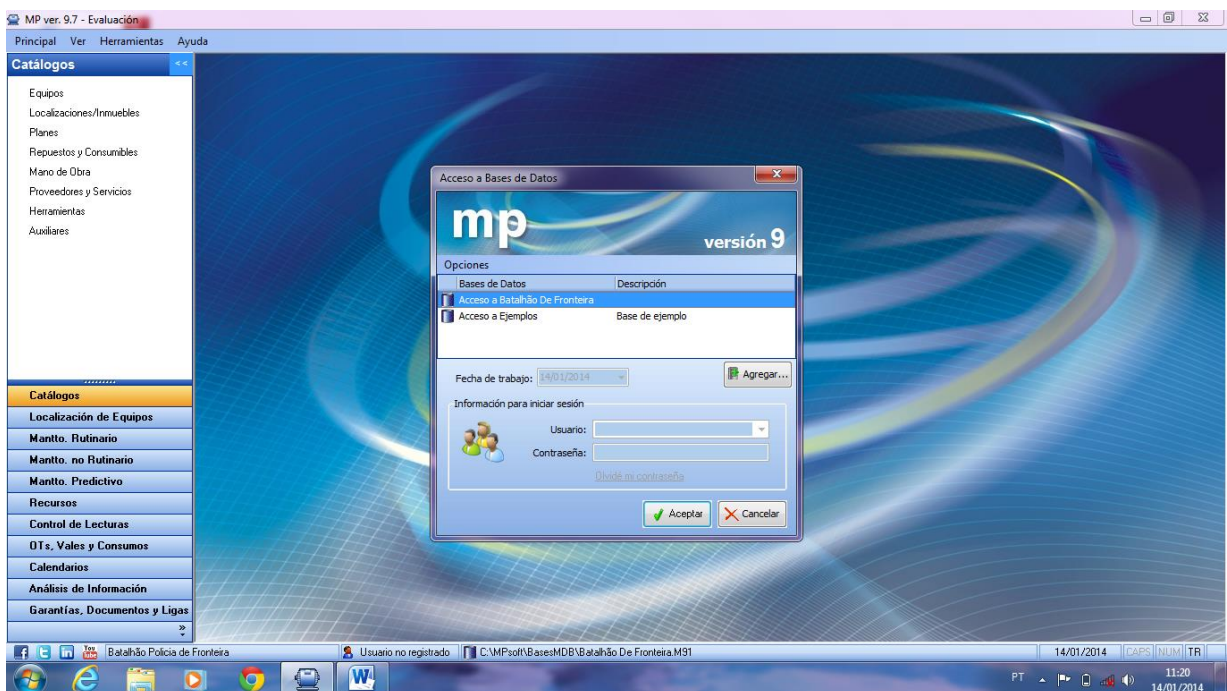 MP ver. 9.7 - Evaluación
Principal Ver Herramientas Ayuda
Catálogos <<
Equipos
Localizaciones/Inmuebles
Planes
Repuestos y Consumibles
Mano de Obra
Proveedores y Servicios
Herramientas
Auxiliares
Catálogos
Localización de Equipos
Mantto. Rutinario
Mantto. no Rutinario
Mantto. Predictivo
Recursos
Control de Lecturas
OTs, Vales y Consumos
Calendarios
Análisis de Información
Garantías, Documentos y Ligas
Acceso a Bases de Datos
mp
versión 9
Opciones
Bases de Datos Descripción
Acceso a Batalhão De Fronteira
Acceso a Ejemplos Base de ejemplo
Fecha de trabajo: 14/01/2014
Agregar...
Información para iniciar sesión
Usuario:
Contraseña:
Olvidé mi contraseña
Aceptar Cancelar
You Tube Batalhão Policia de Fronteira Usuario no registrado C:\MPsoft\BasesMDB\Batalhão De Fronteira.M91 14/01/2014 CAPS NUM TR
PT 11:20
14/01/2014